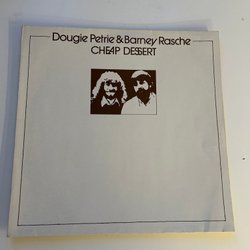 Dougie Petrie & Barney Rasche
CHEAP DESSERT